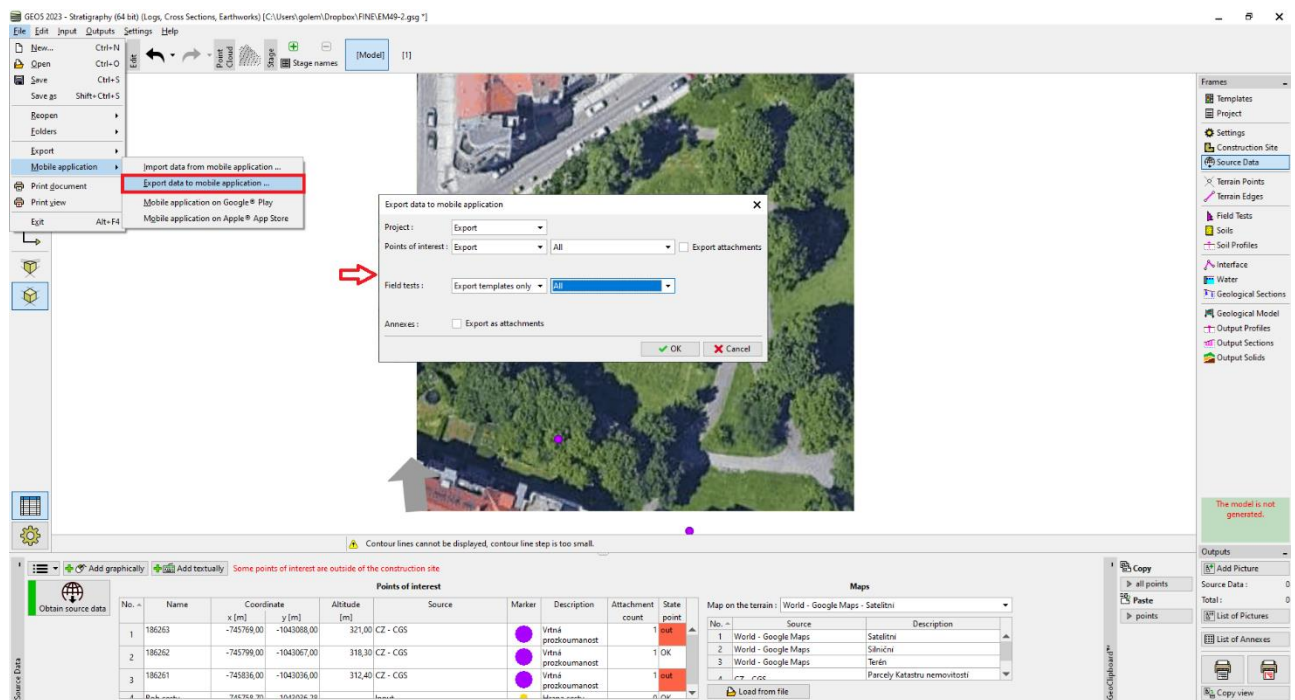 GEO5 2023 - Stratigraphy (64 bit) (Logs, Cross Sections, Earthworks) [C:\Users\golem\Dropbox\FINE\EM49-2.gsg *]
File Edit Input Outputs Settings Help
New... Ctrl+N
Open Ctrl+O
Save Ctrl+S
Save as Shift+Ctrl+S
Reopen
Folders
Export
Mobile application
Print document
Print view
Exit Alt+F4
Import data from mobile application ...
Export data to mobile application ...
Mobile application on Google® Play
Mobile application on Apple® App Store
Edit
Point Cloud
Stage
Stage names
[Model]
[1]
Export data to mobile application
Project : Export
Points of interest : Export All Export attachments
Field tests : Export templates only All
Annexes : Export as attachments
OK Cancel
Contour lines cannot be displayed, contour line step is too small.
Frames
Templates
Project
Settings
Construction Site
Source Data
Terrain Points
Terrain Edges
Field Tests
Soils
Soil Profiles
Interface
Water
Geological Sections
Geological Model
Output Profiles
Output Sections
Output Solids
The model is not
generated.
Outputs
Add Picture
Source Data : 0
Total : 0
List of Pictures
List of Annexes
Copy view
Add graphically Add textually Some points of interest are outside of the construction site
Obtain source data
Points of interest
No. Name Coordinate Altitude Source Marker Description Attachment State
x [m] y [m] [m] count point
1 186263 -745769,00 -1043088,00 321,00 CZ - CGS Vrtná prozkoumanost 1 out
2 186262 -745799,00 -1043067,00 318,30 CZ - CGS Vrtná prozkoumanost 1 OK
3 186261 -745836,00 -1043036,00 312,40 CZ - CGS Vrtná prozkoumanost 1 out
Maps
Map on the terrain : World - Google Maps - Satelitní
No. Source Description
1 World - Google Maps Satelitní
2 World - Google Maps Silniční
3 World - Google Maps Terén
4 CZ - CGS Parcely Katastru nemovitostí
Load from file
GeoClipboard™
Copy
all points
Paste
points
Source Data